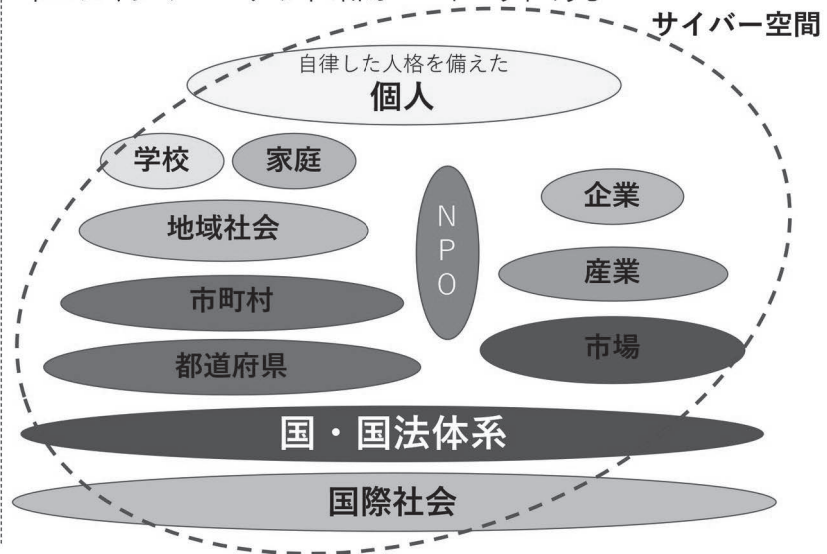 サイバー空間
自律した人格を備えた
個人
学校
家庭
地域社会
市町村
都道府県
NPO
企業
産業
市場
国・国法体系
国際社会